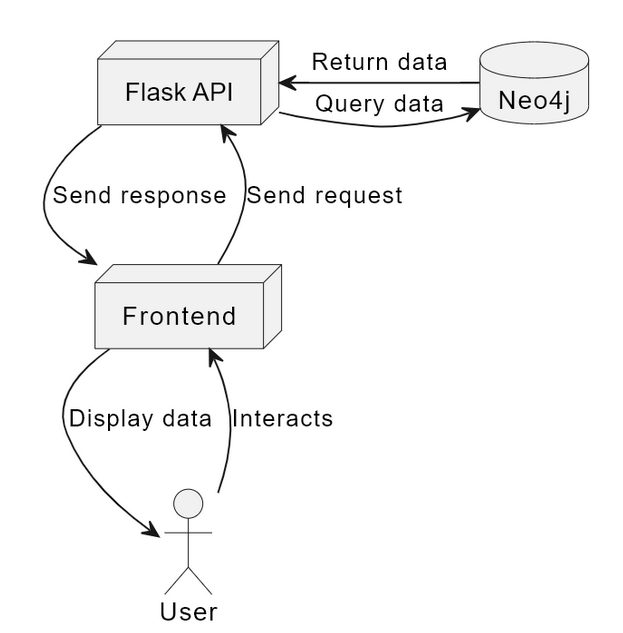 Return data
Flask API
Query data
Neo4j
Send response
Send request
Frontend
Display data
Interacts
User